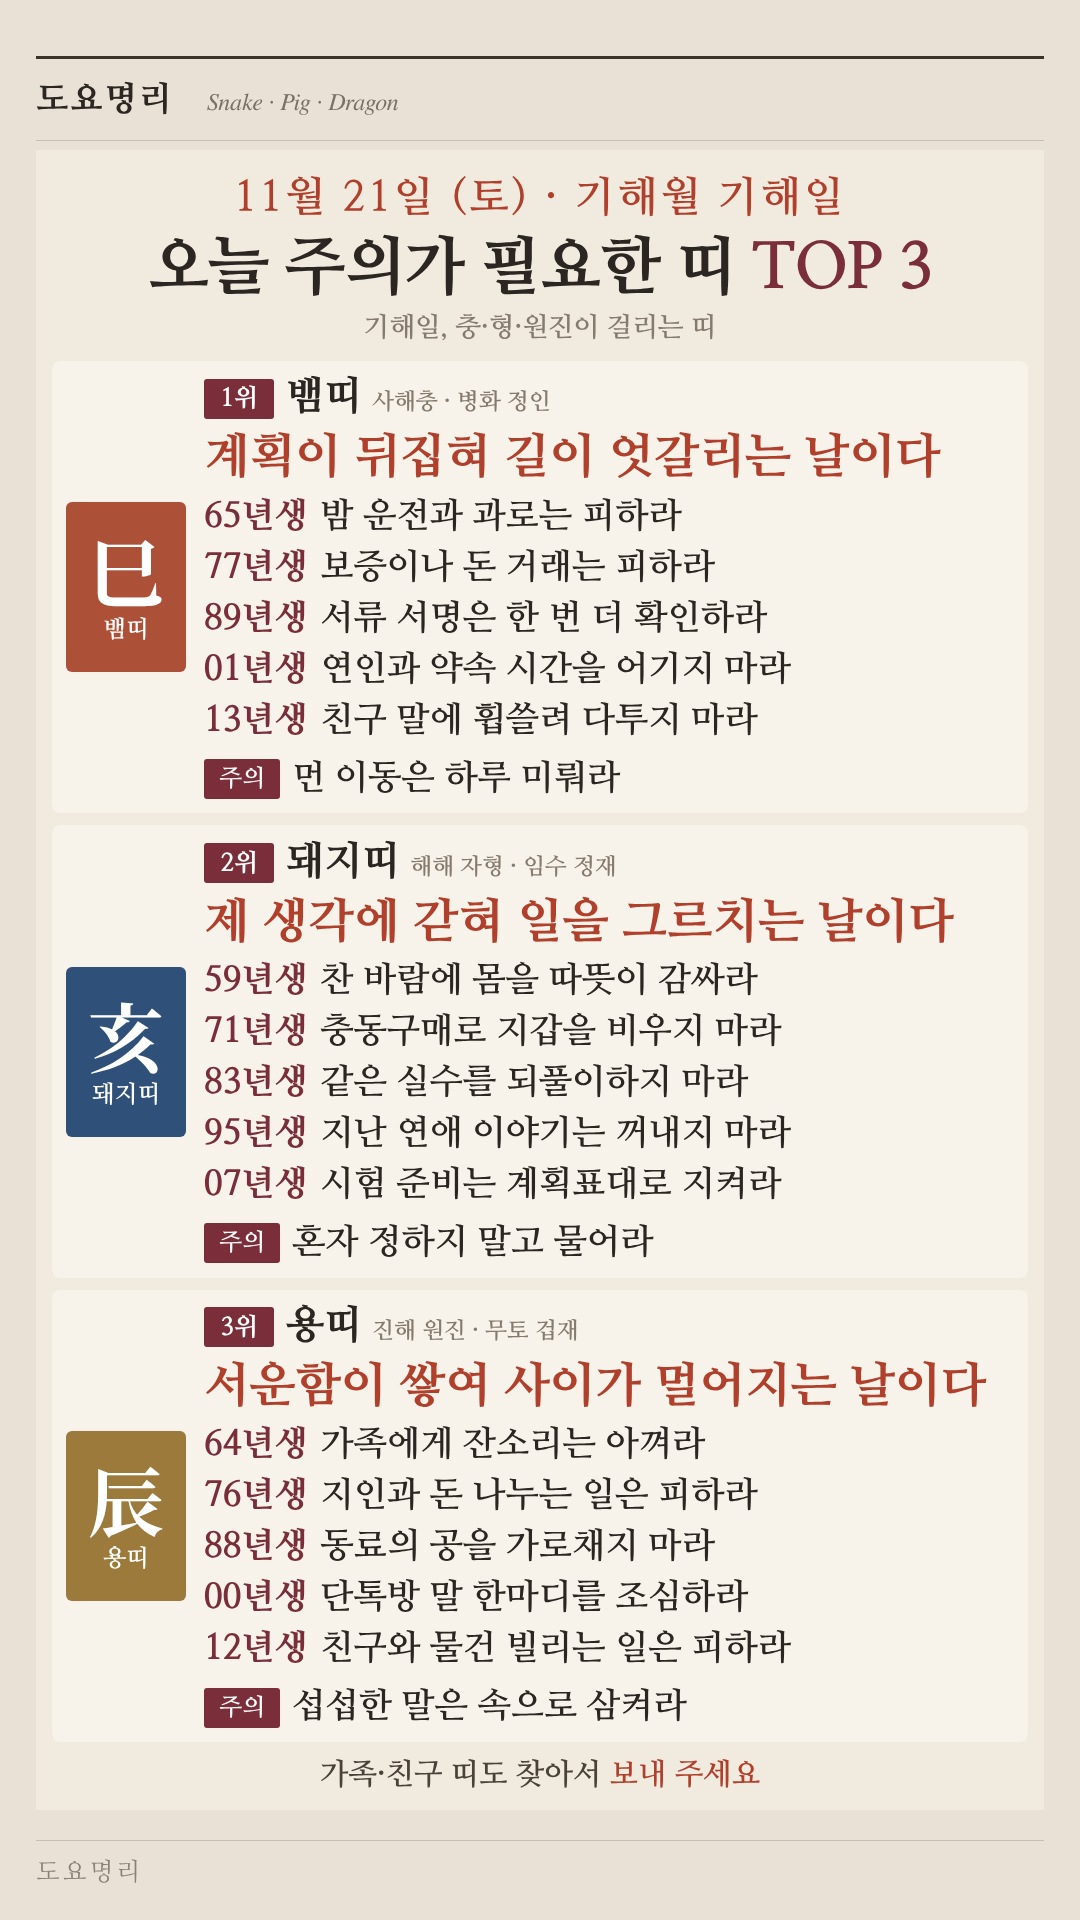 도요명리 Snake · Pig · Dragon
11월 21일 (토) · 기해월 기해일
오늘 주의가 필요한 띠 TOP 3
기해일, 충·형·원진이 걸리는 띠
1위 뱀띠 사해충 · 병화 정인
계획이 뒤집혀 길이 엇갈리는 날이다
65년생 밤 운전과 과로는 피하라
77년생 보증이나 돈 거래는 피하라
89년생 서류 서명은 한 번 더 확인하라
01년생 연인과 약속 시간을 어기지 마라
13년생 친구 말에 휩쓸려 다투지 마라
주의 먼 이동은 하루 미뤄라
巳
뱀띠
2위 돼지띠 해해 자형 · 임수 정재
제 생각에 갇혀 일을 그르치는 날이다
59년생 찬 바람에 몸을 따뜻이 감싸라
71년생 충동구매로 지갑을 비우지 마라
83년생 같은 실수를 되풀이하지 마라
95년생 지난 연애 이야기는 꺼내지 마라
07년생 시험 준비는 계획표대로 지켜라
주의 혼자 정하지 말고 물어라
亥
돼지띠
3위 용띠 진해 원진 · 무토 겁재
서운함이 쌓여 사이가 멀어지는 날이다
64년생 가족에게 잔소리는 아껴라
76년생 지인과 돈 나누는 일은 피하라
88년생 동료의 공을 가로채지 마라
00년생 단톡방 말 한마디를 조심하라
12년생 친구와 물건 빌리는 일은 피하라
주의 섭섭한 말은 속으로 삼켜라
辰
용띠
가족·친구 띠도 찾아서 보내 주세요
도요명리